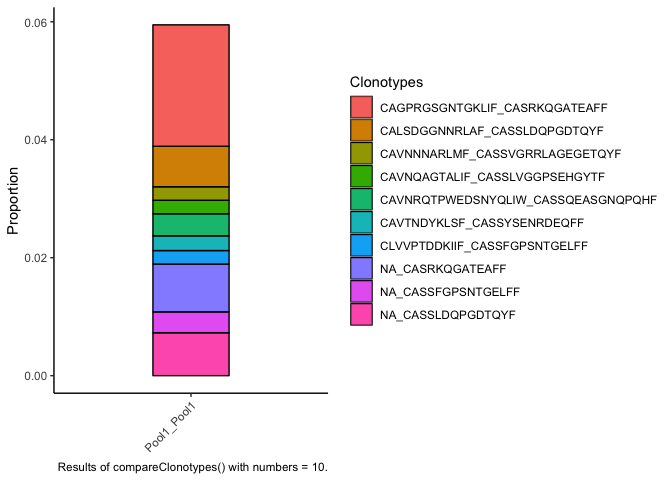 0.06
0.04
0.02
0.00
Proportion
Pool1_Pool1
Results of compareClonotypes() with numbers = 10.
Clonotypes
CAGPRGSGNTGKLIF_CASRKQGATEAFF
CALSDGGNNRLAF_CASSLDQPGDTQYF
CAVNNNARLMF_CASSVGRRLAGEGETQYF
CAVNQAGTALIF_CASSLVGGPSEHGYTF
CAVNRQTPWEDSNYQLIW_CASSQEASGNQPQHF
CAVTNDYKLSF_CASSYSENRDEQFF
CLVVPTDDKIIF_CASSFGPSNTGELFF
NA_CASRKQGATEAFF
NA_CASSFGPSNTGELFF
NA_CASSLDQPGDTQYF